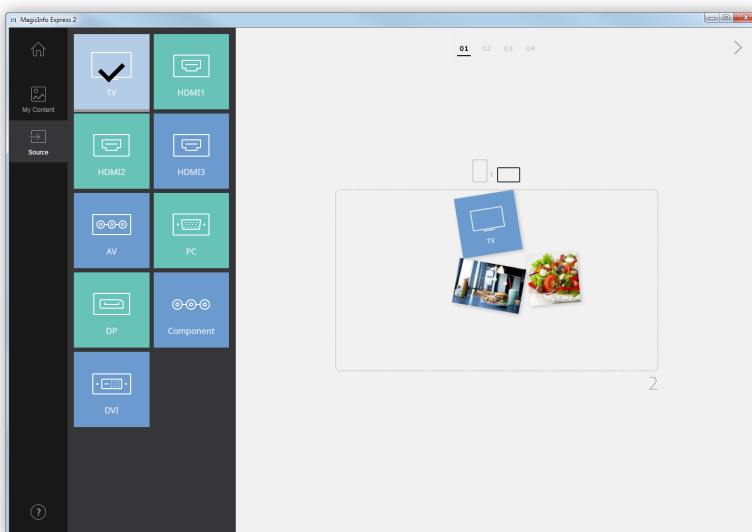 MagicInfo Express 2
My Content
Source
?
TV
HDMI1
HDMI2
HDMI3
AV
PC
DP
Component
DVI
01 02 03 04
TV
2